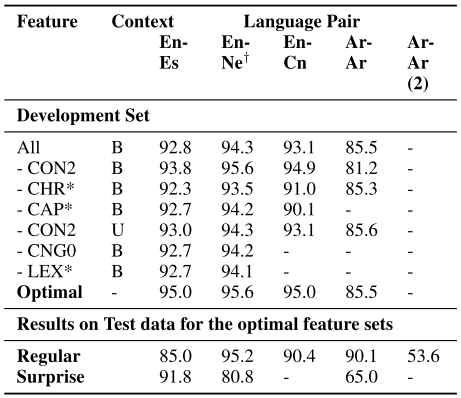 Feature Context Language Pair
En- En- En- Ar- Ar-
Es Ne† Cn Ar Ar
(2)
Development Set
All B 92.8 94.3 93.1 85.5 -
- CON2 B 93.8 95.6 94.9 81.2 -
- CHR* B 92.3 93.5 91.0 85.3 -
- CAP* B 92.7 94.2 90.1 - -
- CON2 U 93.0 94.3 93.1 85.6 -
- CNG0 B 92.7 94.2 - - -
- LEX* B 92.7 94.1 - - -
Optimal - 95.0 95.6 95.0 85.5 -
Results on Test data for the optimal feature sets
Regular 85.0 95.2 90.4 90.1 53.6
Surprise 91.8 80.8 - 65.0 -